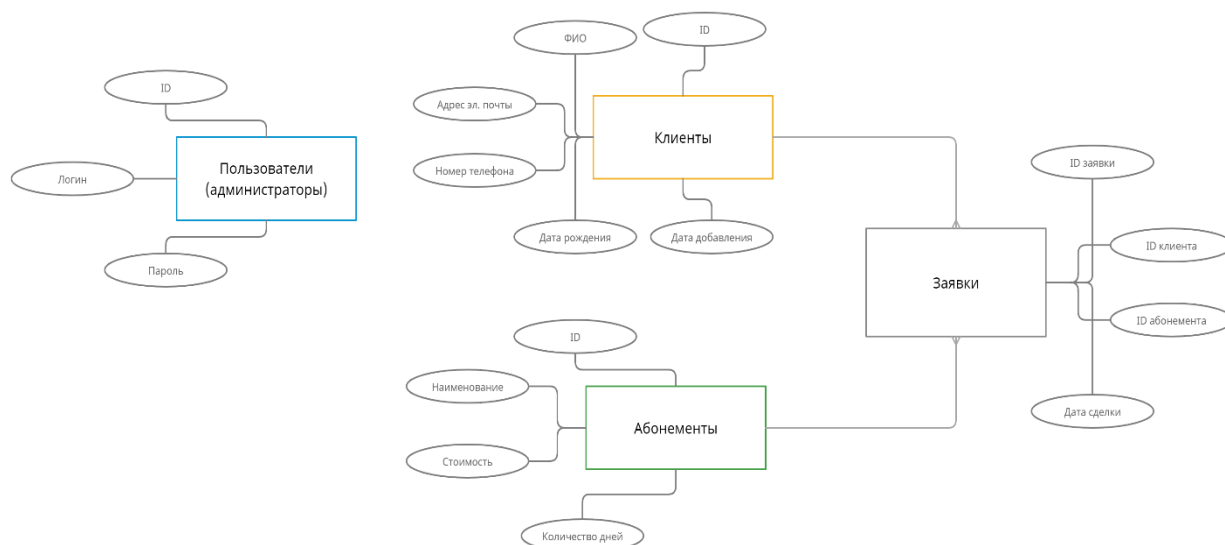 ID
Логин
Пользователи
(администраторы)
Пароль
ФИО
ID
Адрес эл. почты
Номер телефона
Клиенты
Дата рождения
Дата добавления
ID заявки
ID клиента
Заявки
ID абонемента
Дата сделки
ID
Наименование
Стоимость
Абонементы
Количество дней